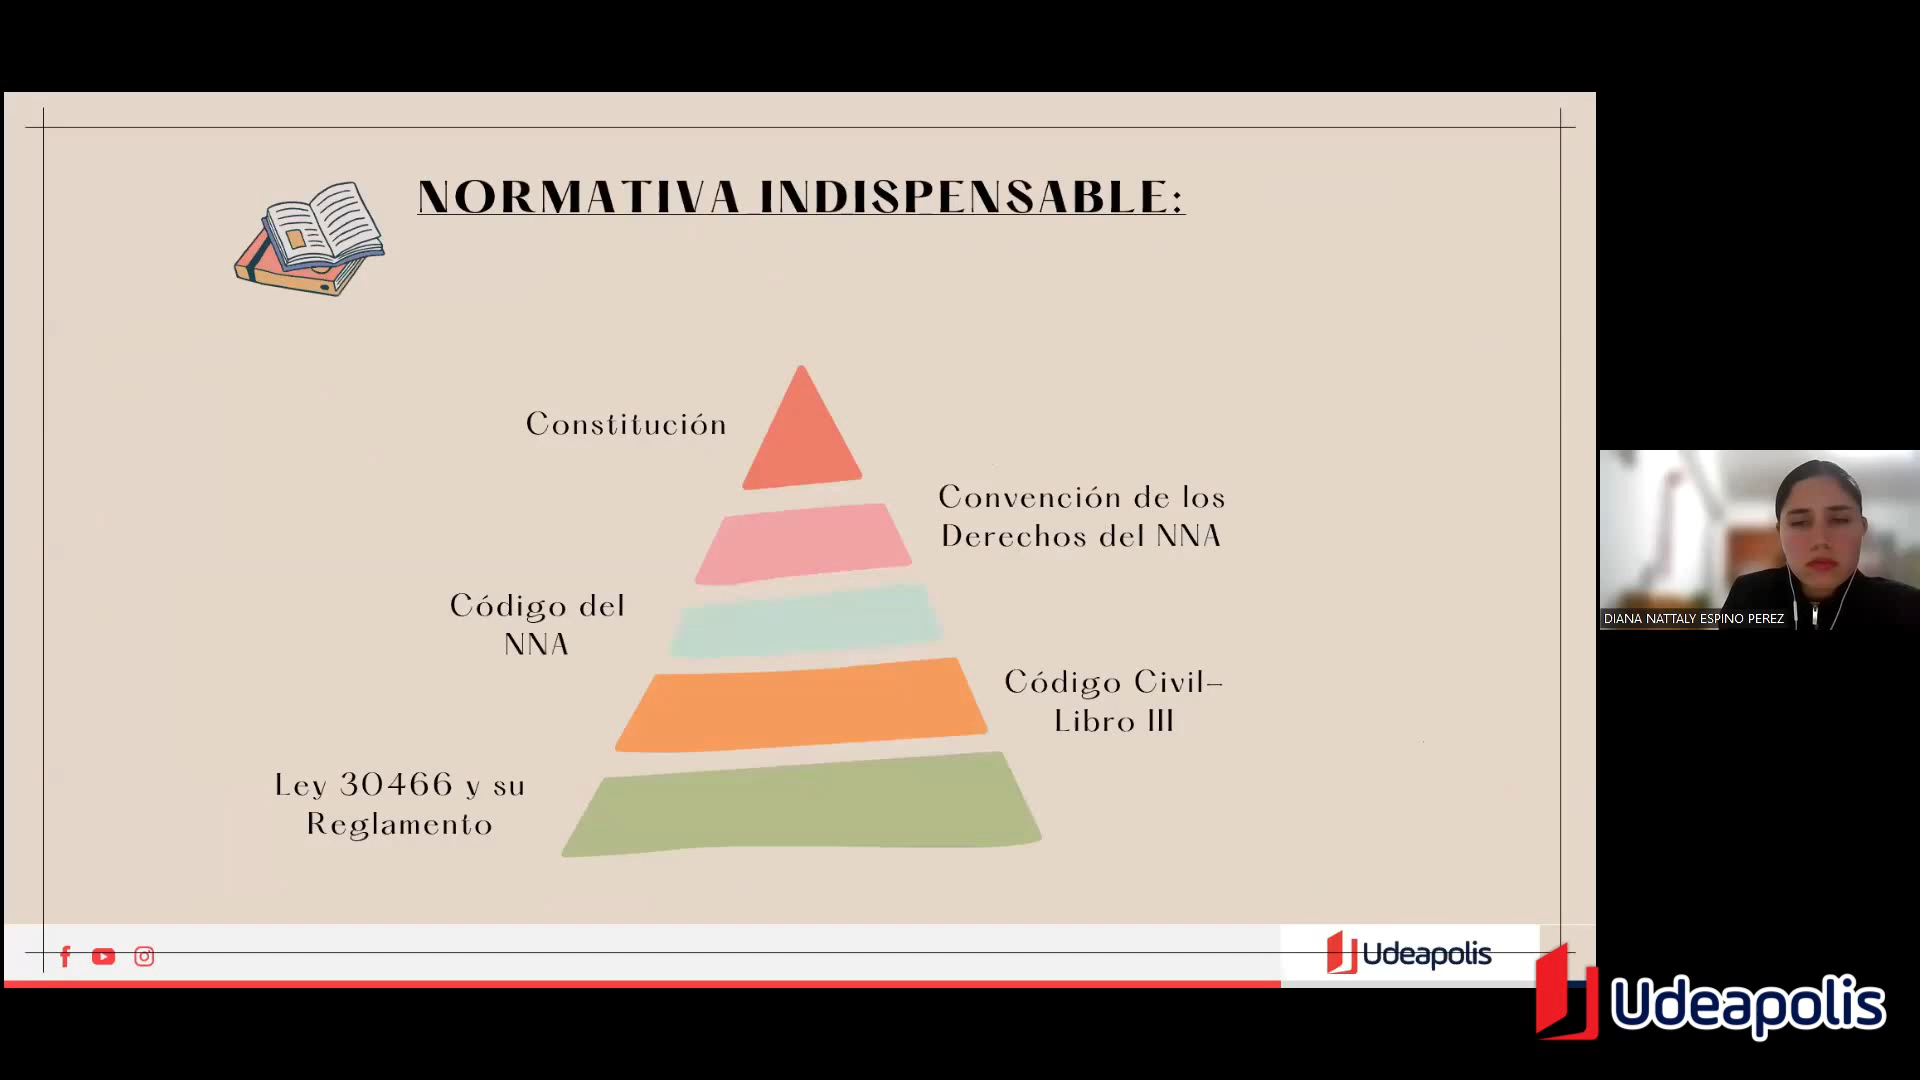 NORMATIVA INDISPENSABLE:
Constitución
Convención de los
Derechos del NNA
Código del
NNA
Código Civil–
Libro III
Ley 30466 y su
Reglamento
DIANA NATTALY ESPINO PEREZ
Udeapolis
Udeapolis